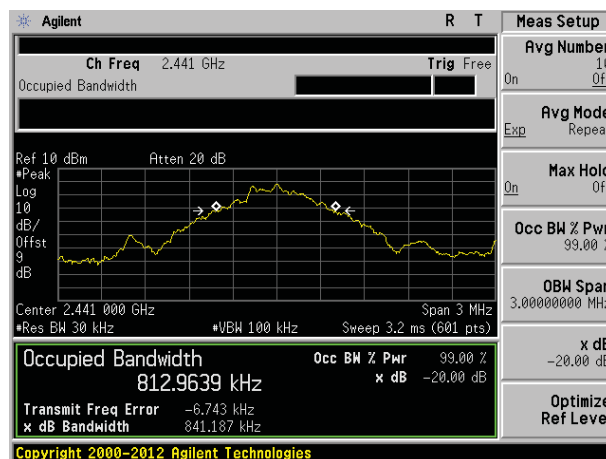 Agilent R T
Meas Setup
Ch Freq 2.441 GHz Trig Free
Occupied Bandwidth
Ref 10 dBm Atten 20 dB
#Peak
Log
10
dB/
Offst
9
dB
Center 2.441 000 GHz Span 3 MHz
#Res BW 30 kHz #VBW 100 kHz Sweep 3.2 ms (601 pts)
Occupied Bandwidth Occ BW % Pwr 99.00 %
812.9639 kHz x dB -20.00 dB
Transmit Freq Error -6.743 kHz
x dB Bandwidth 841.187 kHz
Copyright 2000-2012 Agilent Technologies
Avg Number
On
Avg Mode
Exp Repea
Max Hold
On Of
Occ BW % Pwr
99.00 %
OBW Span
3.00000000 MHz
x dB
-20.00 dB
Optimize
Ref Leve